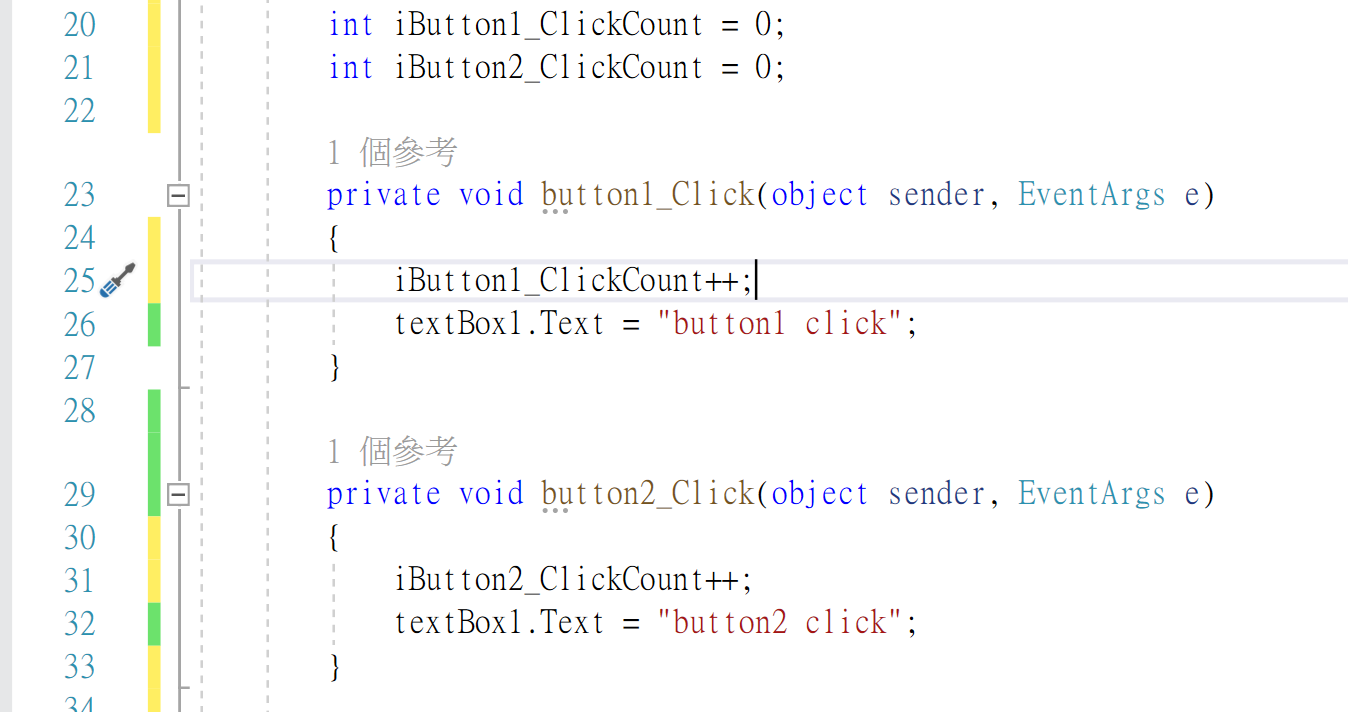 20 int iButton1_ClickCount = 0;
21 int iButton2_ClickCount = 0;
22
1 個參考
23 private void button1_Click(object sender, EventArgs e)
24 {
25 iButton1_ClickCount++;
26 textBox1.Text = "button1 click";
27 }
28
1 個參考
29 private void button2_Click(object sender, EventArgs e)
30 {
31 iButton2_ClickCount++;
32 textBox1.Text = "button2 click";
33 }
34